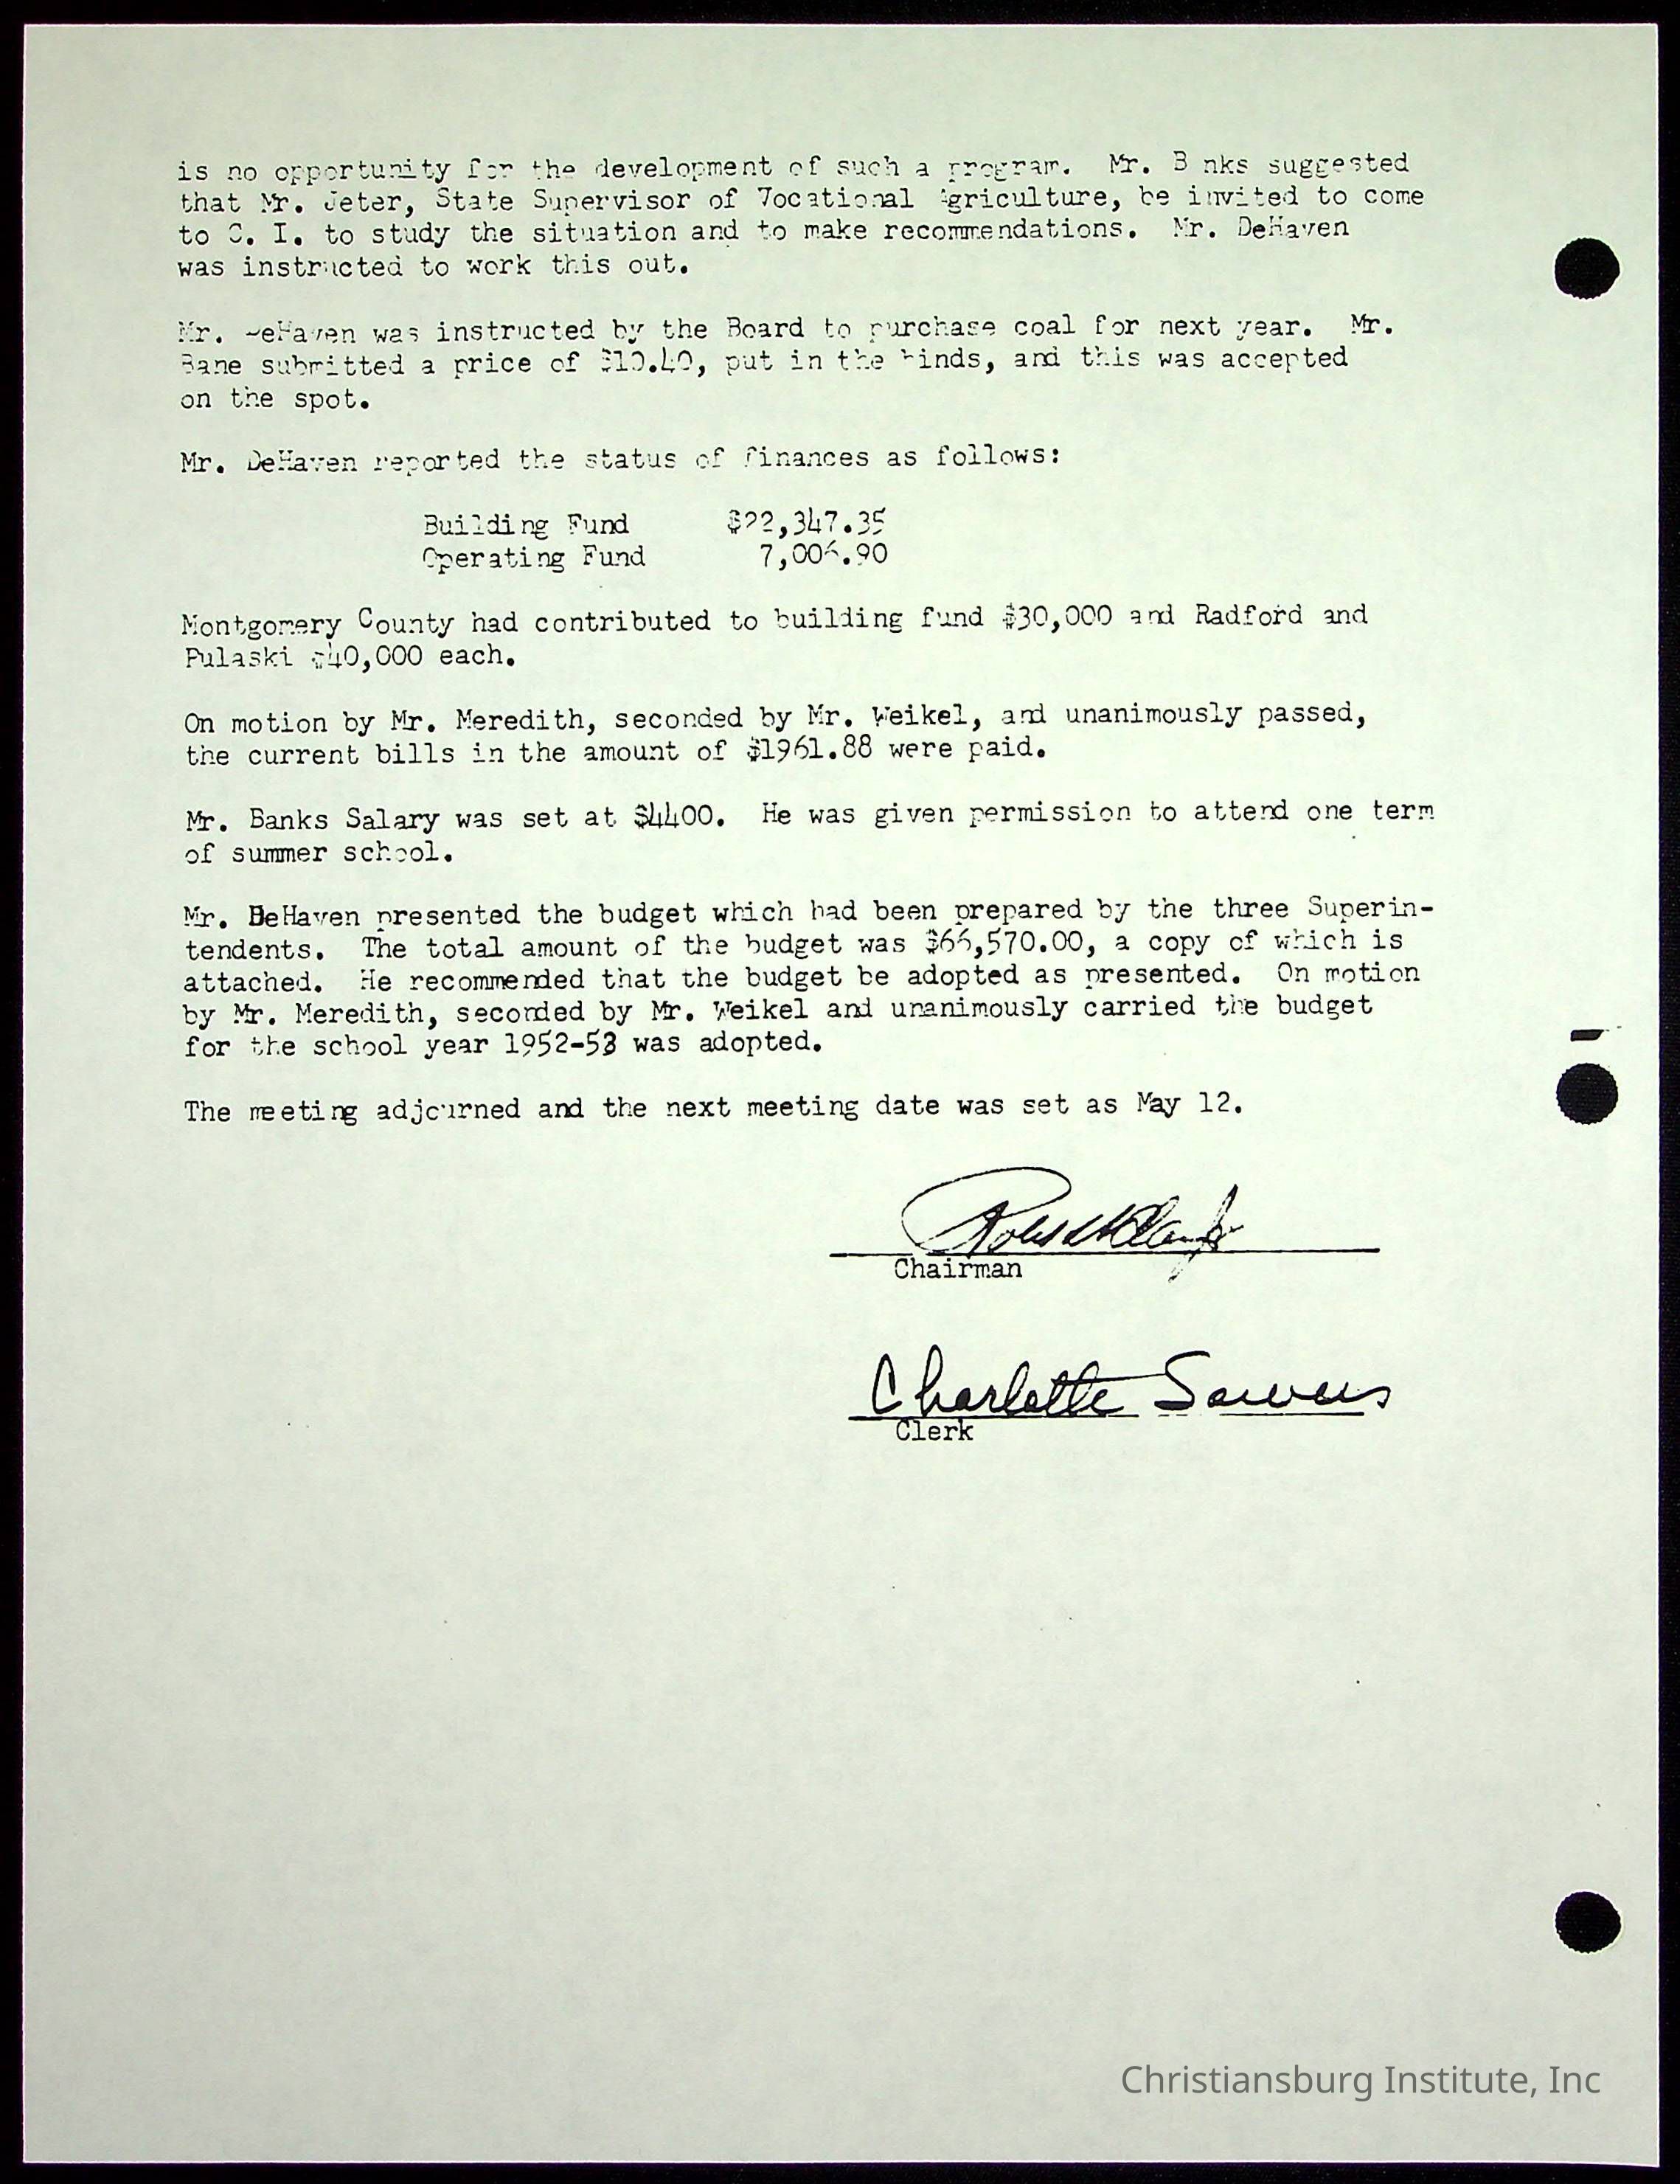 is no opportunity for the development of such a program. Mr. B nks suggested
that Mr. Jeter, State Supervisor of Vocational Agriculture, be invited to come
to C. I. to study the situation and to make recommendations. Mr. DeHaven
was instructed to work this out.
Mr. DeHaven was instructed by the Board to purchase coal for next year. Mr.
Bane submitted a price of $10.40, put in the binds, and this was accepted
on the spot.
Mr. DeHaven reported the status of finances as follows:
Building Fund $22,347.35
Operating Fund 7,006.90
Montgomery County had contributed to building fund $30,000 and Radford and
Pulaski $40,000 each.
On motion by Mr. Meredith, seconded by Mr. Weikel, and unanimously passed,
the current bills in the amount of $1961.88 were paid.
Mr. Banks Salary was set at $4400. He was given permission to attend one term
of summer school.
Mr. DeHaven presented the budget which had been prepared by the three Superin-
tendents. The total amount of the budget was $66,570.00, a copy of which is
attached. He recommended that the budget be adopted as presented. On motion
by Mr. Meredith, seconded by Mr. Weikel and unanimously carried the budget
for the school year 1952-53 was adopted.
The meeting adjourned and the next meeting date was set as May 12.
Chairman
Charlotte Sowers
Clerk
Christiansburg Institute, Inc